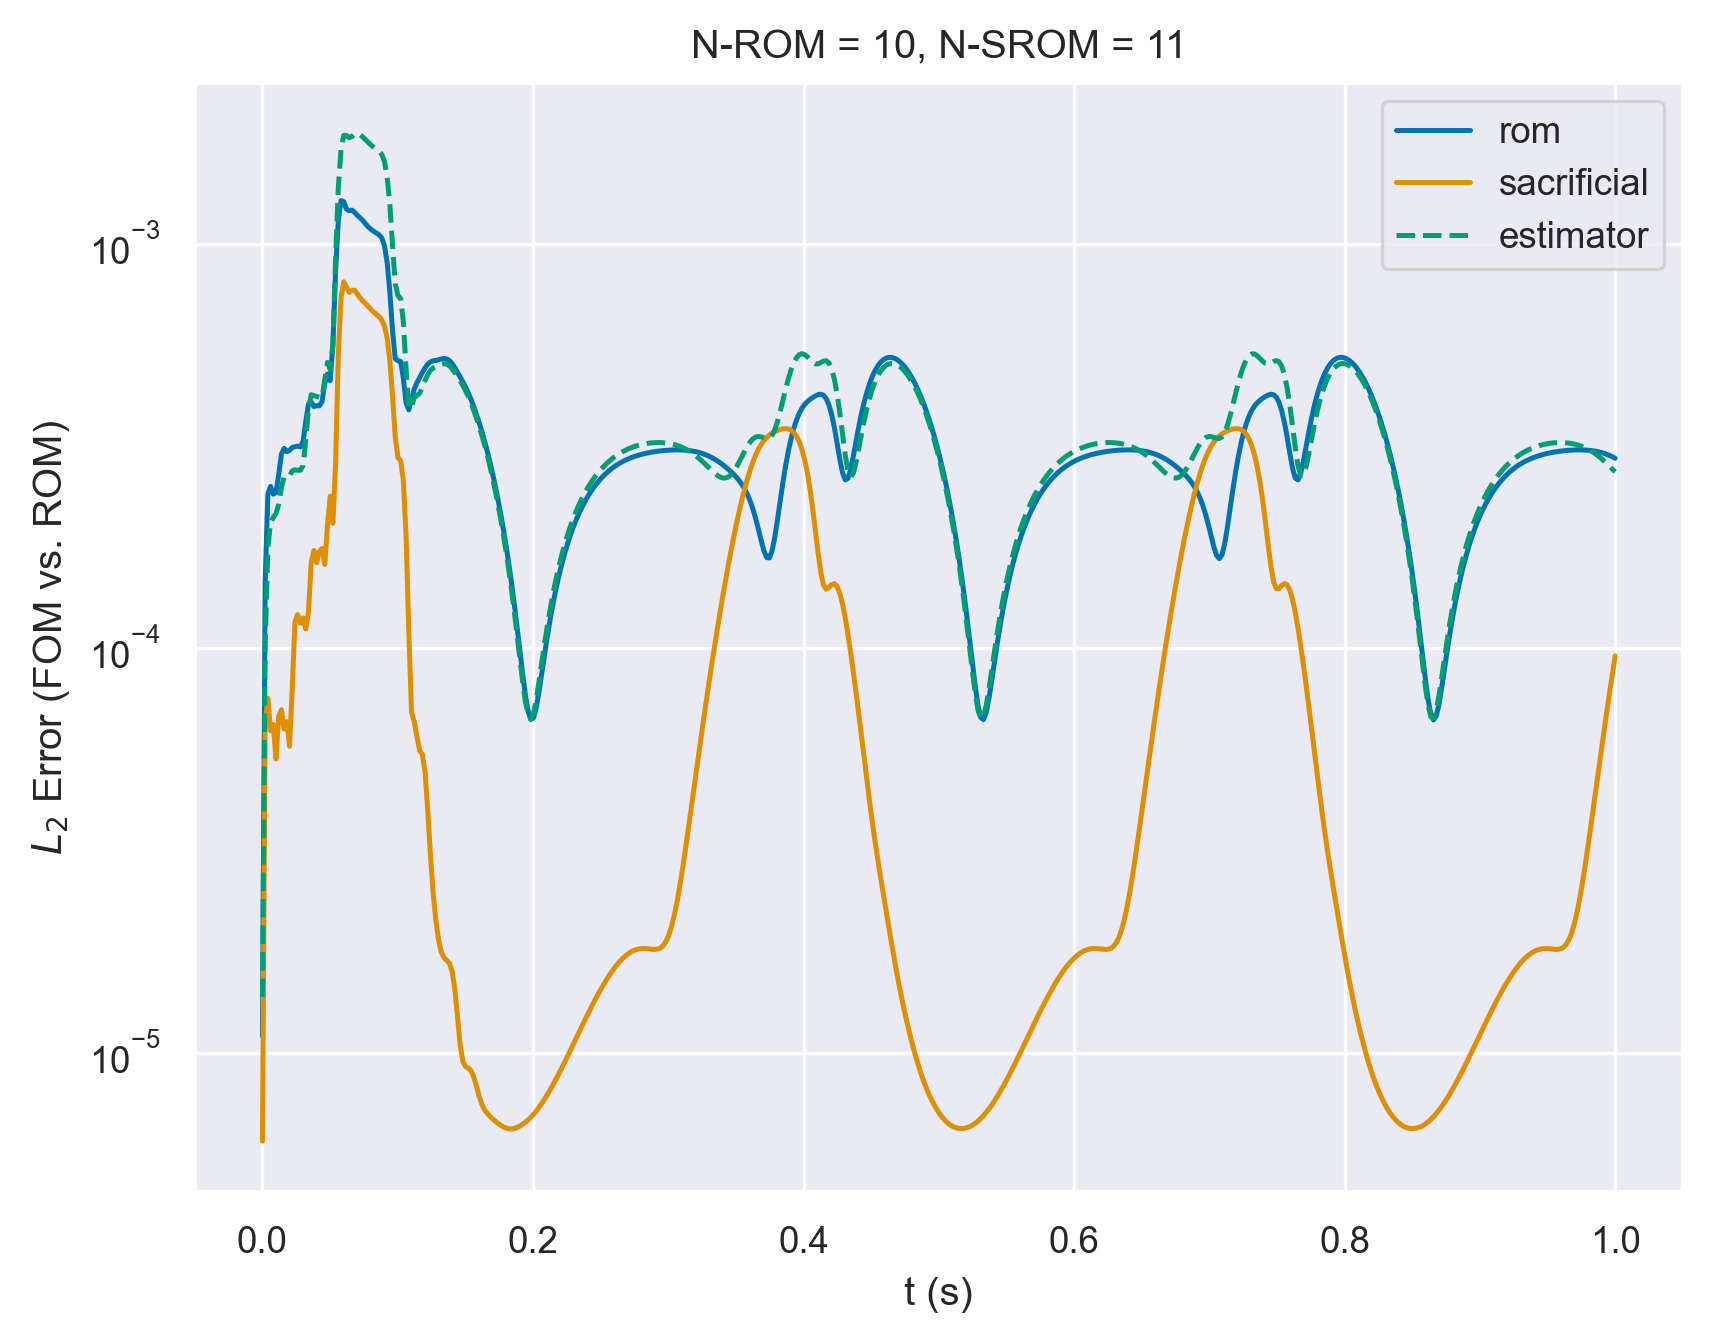 N-ROM = 10, N-SROM = 11
rom
sacrificial
estimator
L₂ Error (FOM vs. ROM)
10⁻³
10⁻⁴
10⁻⁵
0.0 0.2 0.4 0.6 0.8 1.0
t (s)